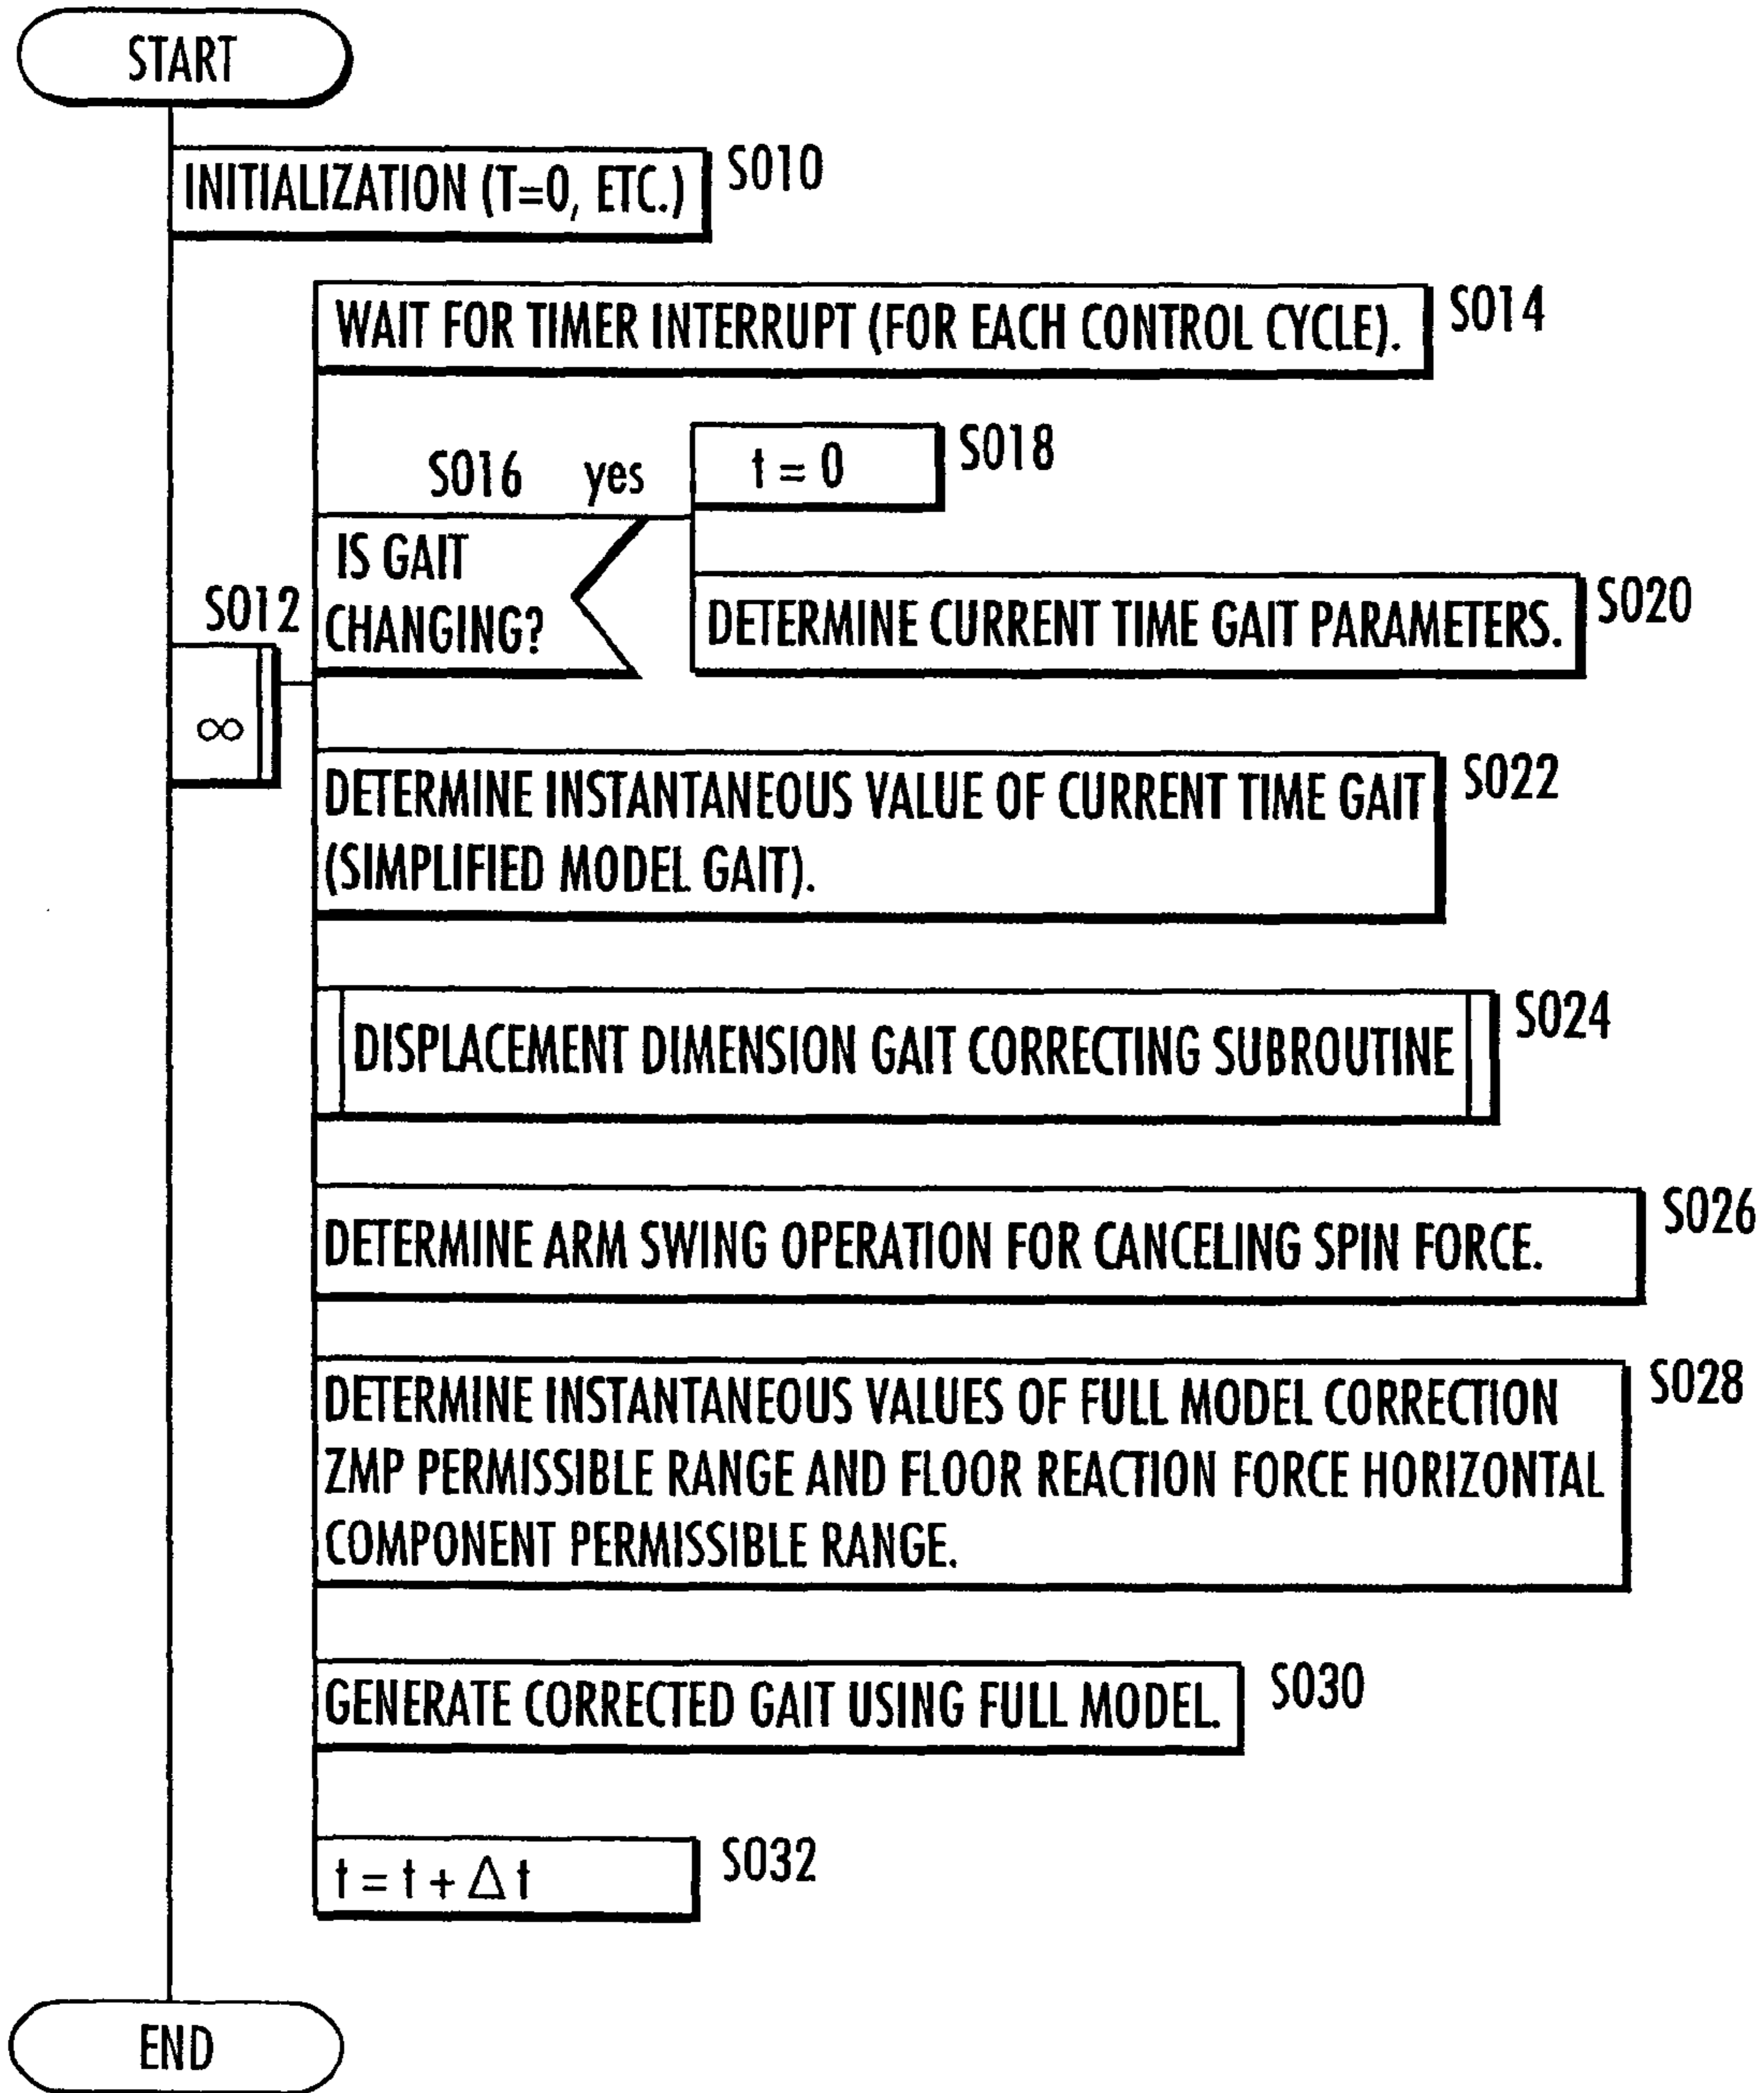 START
INITIALIZATION (T=0, ETC.)
S010
WAIT FOR TIMER INTERRUPT (FOR EACH CONTROL CYCLE).
S014
S016
yes
t = 0
S018
IS GAIT
CHANGING?
DETERMINE CURRENT TIME GAIT PARAMETERS.
S020
S012
∞
DETERMINE INSTANTANEOUS VALUE OF CURRENT TIME GAIT
(SIMPLIFIED MODEL GAIT).
S022
DISPLACEMENT DIMENSION GAIT CORRECTING SUBROUTINE
S024
DETERMINE ARM SWING OPERATION FOR CANCELING SPIN FORCE.
S026
DETERMINE INSTANTANEOUS VALUES OF FULL MODEL CORRECTION
ZMP PERMISSIBLE RANGE AND FLOOR REACTION FORCE HORIZONTAL
COMPONENT PERMISSIBLE RANGE.
S028
GENERATE CORRECTED GAIT USING FULL MODEL.
S030
t = t + Δ t
S032
END